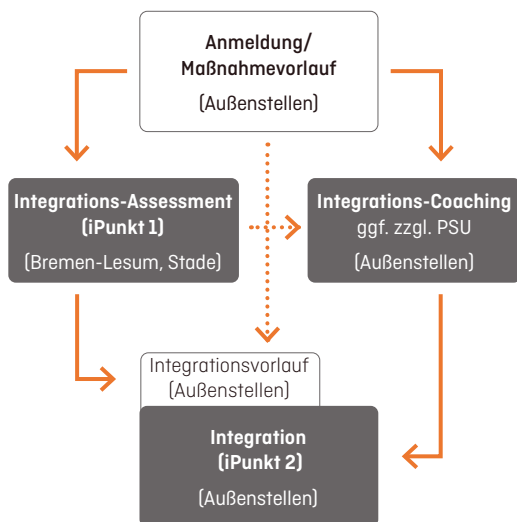 Anmeldung/
Maßnahmevorlauf
(Außenstellen)
Integrations-Assessment
(iPunkt 1)
(Bremen-Lesum, Stade)
Integrations-Coaching
ggf. zzgl. PSU
(Außenstellen)
Integrationsvorlauf
(Außenstellen)
Integration
(iPunkt 2)
(Außenstellen)